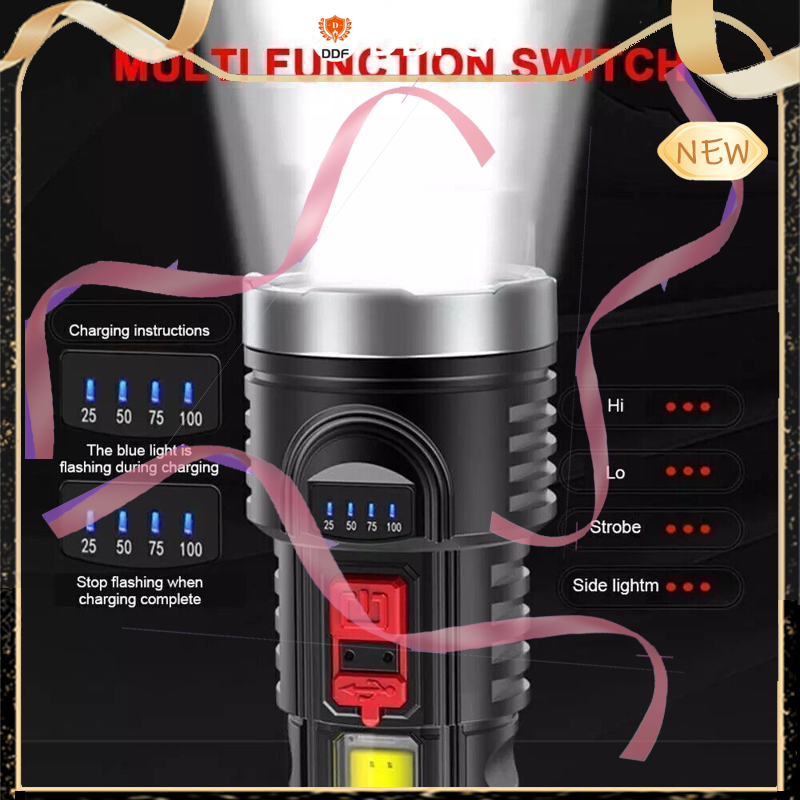 DDF
MULTI FUNCTION SWITCH
NEW
Charging instructions
25 50 75 100
The blue light is
flashing during charging
25 50 75 100
Stop flashing when
charging complete
25 50 75 100
Hi
Lo
Strobe
Side lightm